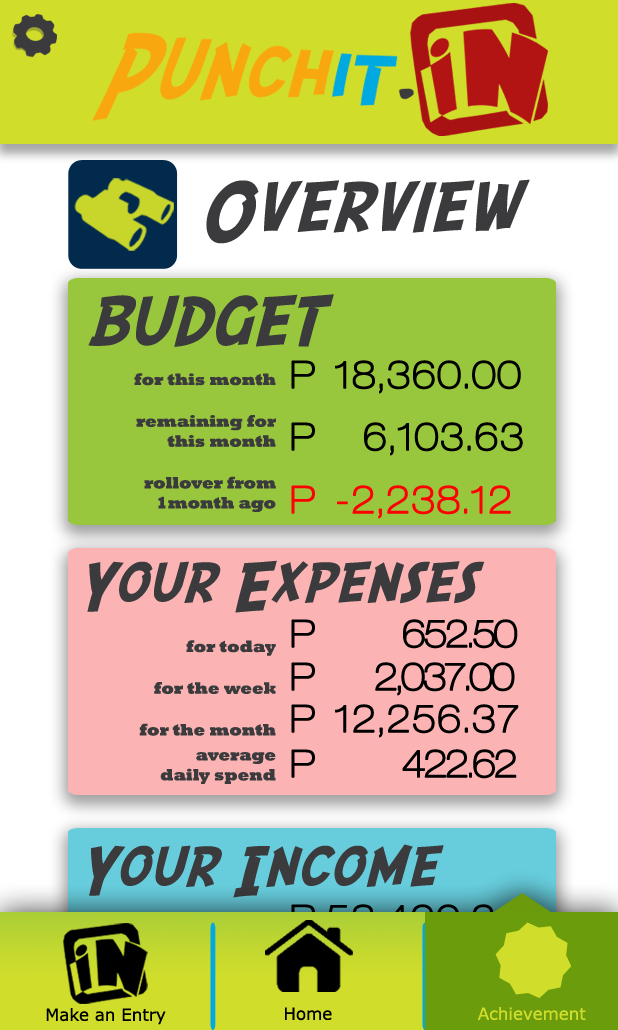 PUNCHIT.iN
OVERVIEW
BUDGET
for this month P 18,360.00
remaining for
this month P 6,103.63
rollover from
1month ago P -2,238.12
YOUR EXPENSES
for today P 652.50
for the week P 2,037.00
for the month P 12,256.37
average
daily spend P 422.62
YOUR INCOME
iN
Make an Entry
Home
Achievement